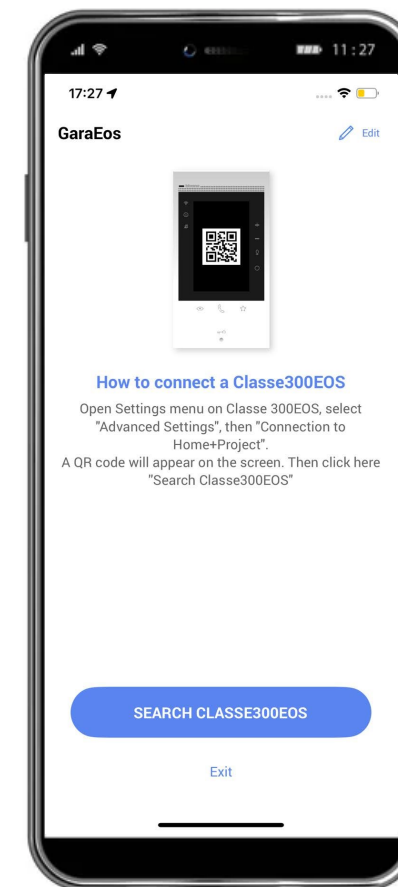 11:27
17:27
GaraEos
Edit
How to connect a Classe300EOS
Open Settings menu on Classe 300EOS, select
"Advanced Settings", then "Connection to
Home+Project".
A QR code will appear on the screen. Then click here
"Search Classe300EOS"
SEARCH CLASSE300EOS
Exit